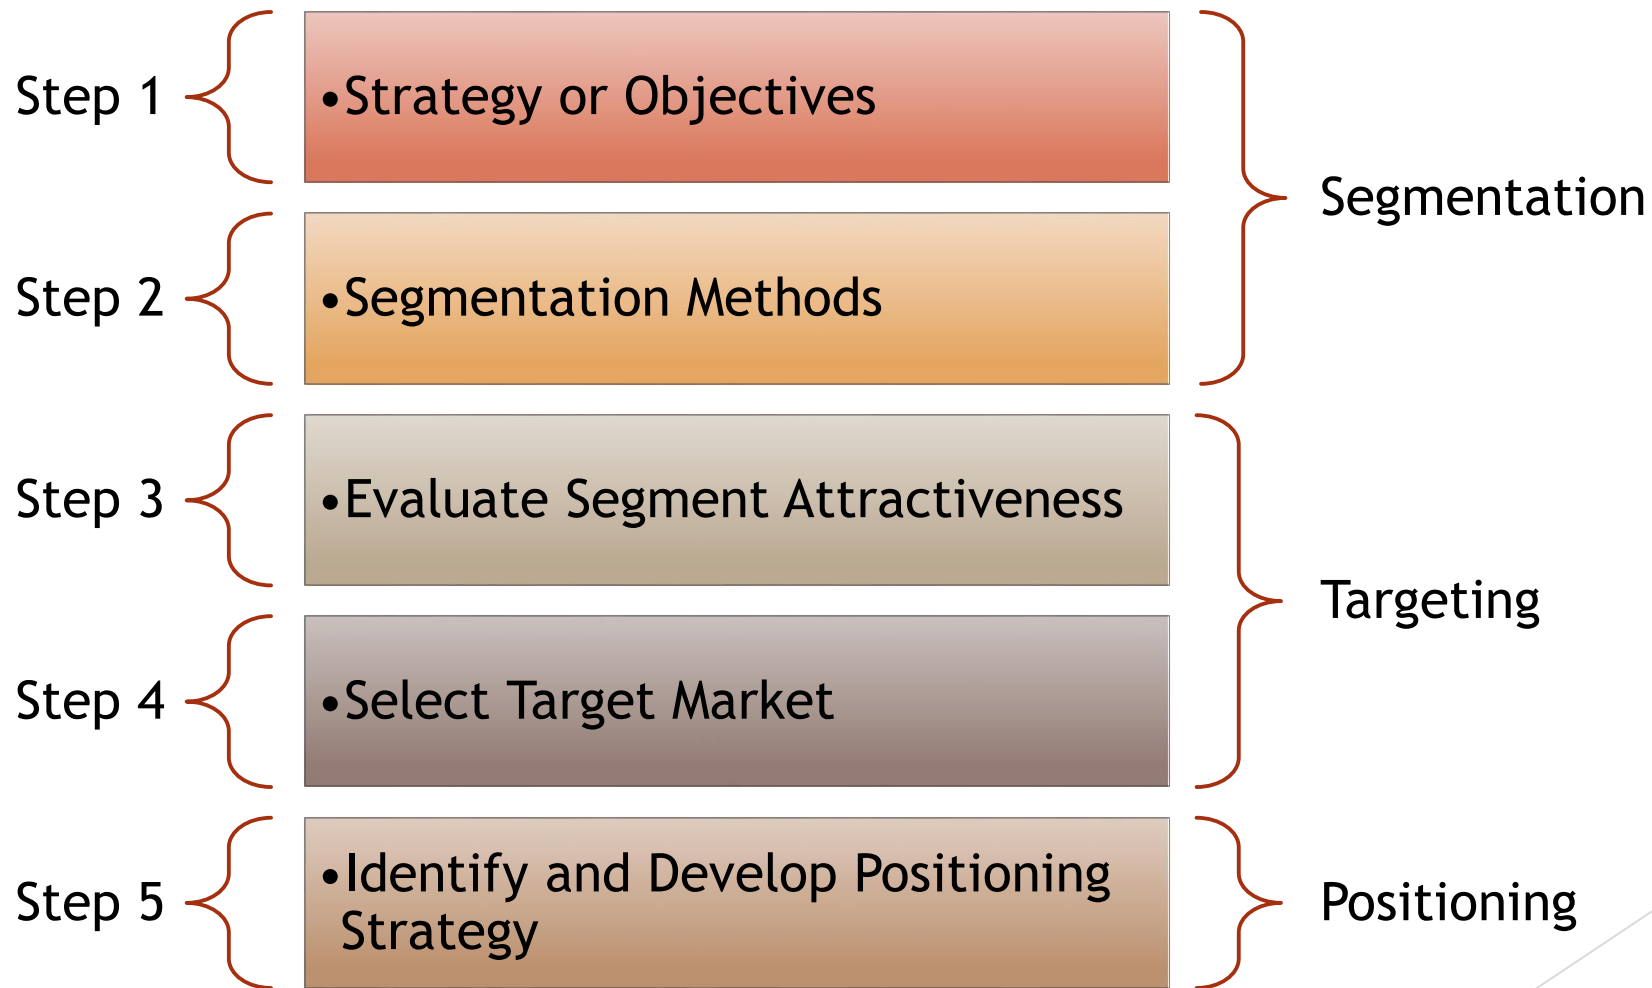 Step 1
•Strategy or Objectives
Segmentation
Step 2
•Segmentation Methods
Step 3
•Evaluate Segment Attractiveness
Targeting
Step 4
•Select Target Market
Step 5
•Identify and Develop Positioning
Strategy
Positioning